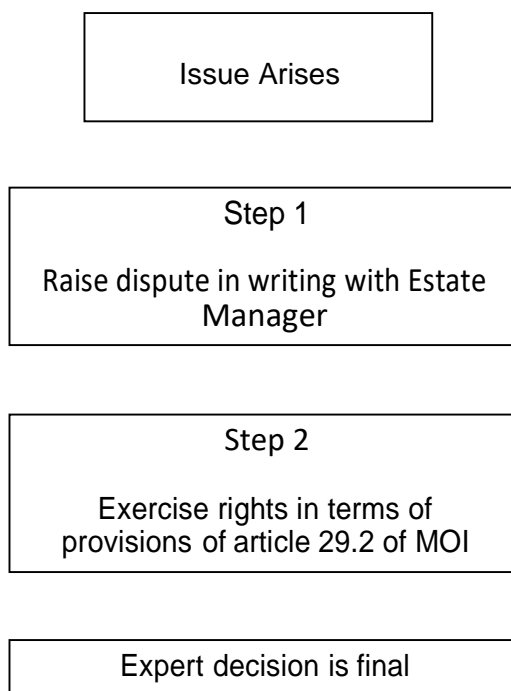 Issue Arises
Step 1
Raise dispute in writing with Estate
Manager
Step 2
Exercise rights in terms of
provisions of article 29.2 of MOI
Expert decision is final